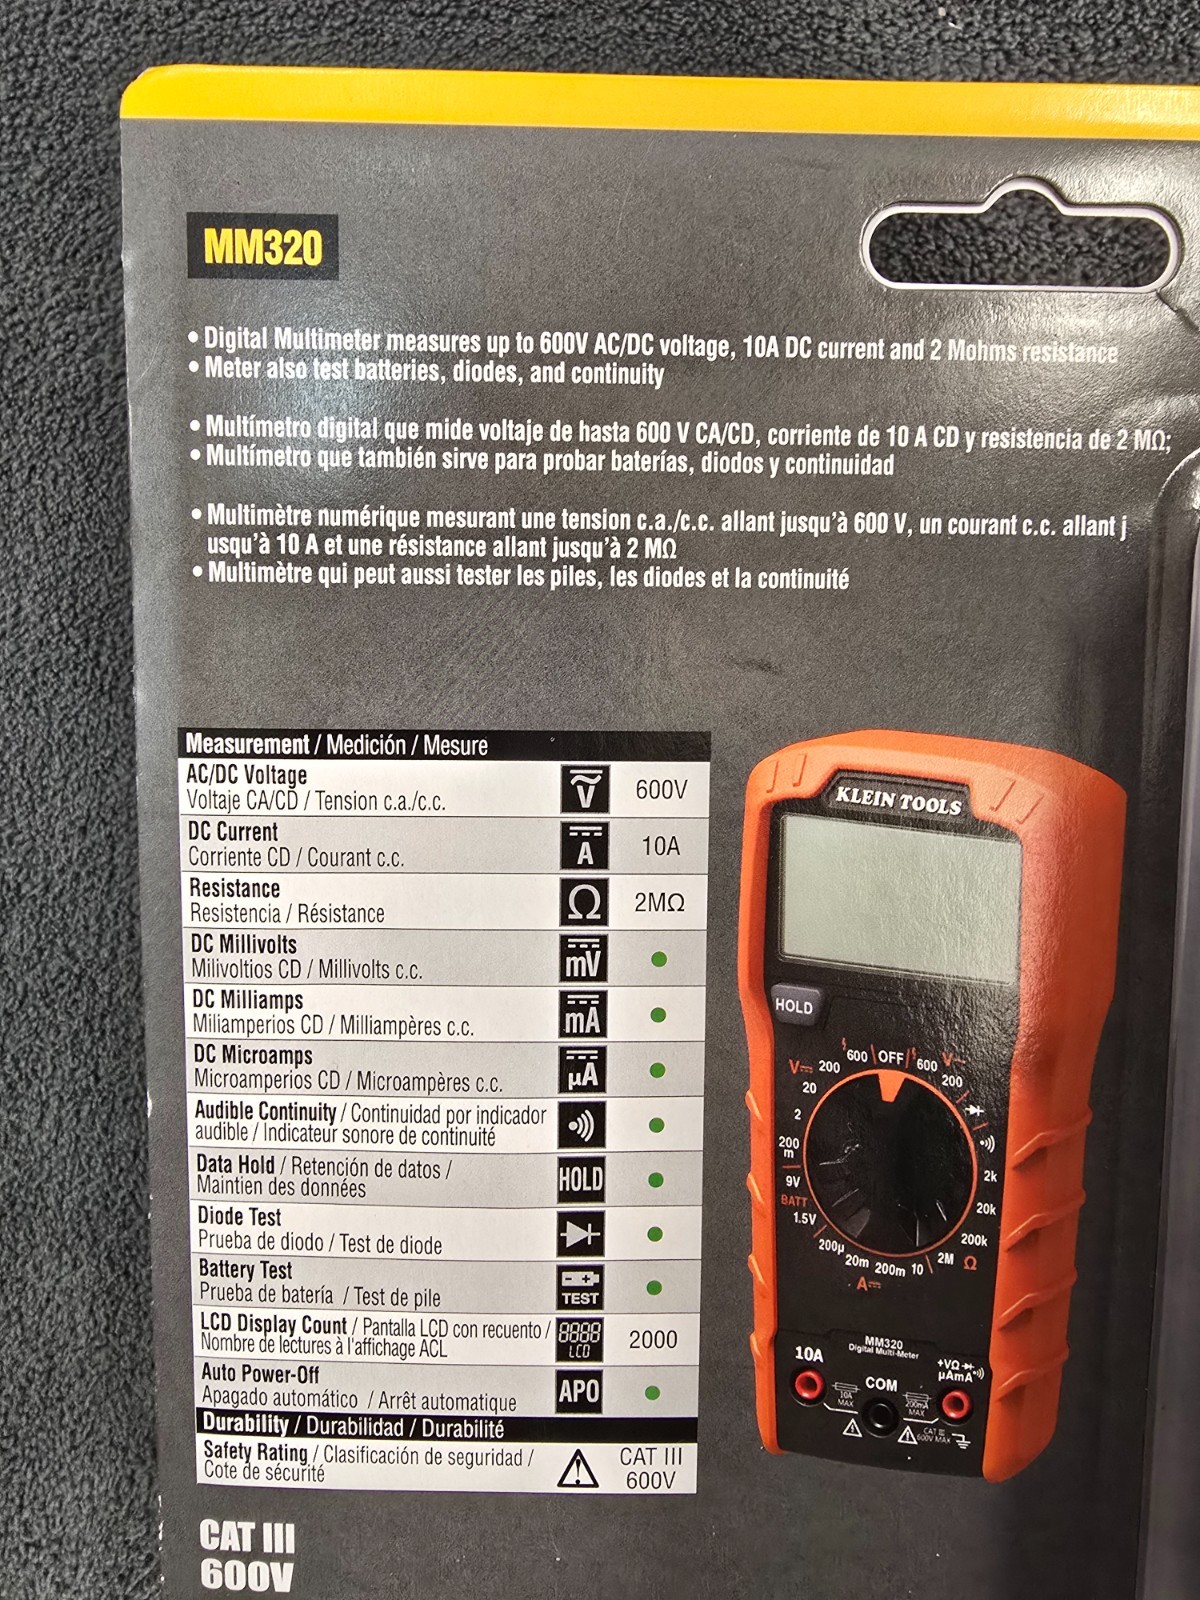 MM320
• Digital Multimeter measures up to 600V AC/DC voltage, 10A DC current and 2 Mohms resistance
• Meter also test batteries, diodes, and continuity
• Multímetro digital que mide voltaje de hasta 600 V CA/CD, corriente de 10 A CD y resistencia de 2 MΩ;
• Multímetro que también sirve para probar baterías, diodos y continuidad
• Multimètre numérique mesurant une tension c.a./c.c. allant jusqu'à 600 V, un courant c.c. allant j
usqu'à 10 A et une résistance allant jusqu'à 2 MΩ
• Multimètre qui peut aussi tester les piles, les diodes et la continuité
Measurement / Medición / Mesure
AC/DC Voltage
Voltaje CA/CD / Tension c.a./c.c.
V
600V
DC Current
Corriente CD / Courant c.c.
A
10A
Resistance
Resistencia / Résistance
Ω
2MΩ
DC Millivolts
Milivoltios CD / Millivolts c.c.
mV
DC Milliamps
Miliamperios CD / Milliampères c.c.
mA
DC Microamps
Microamperios CD / Microampères c.c.
µA
Audible Continuity / Continuidad por indicador
audible / Indicateur sonore de continuité
Data Hold / Retención de datos /
Maintien des données
HOLD
Diode Test
Prueba de diodo / Test de diode
Battery Test
Prueba de batería / Test de pile
- +
TEST
LCD Display Count / Pantalla LCD con recuento /
Nombre de lectures à l'affichage ACL
8888
LCD
2000
Auto Power-Off
Apagado automático / Arrêt automatique
APO
Durability / Durabilidad / Durabilité
Safety Rating / Clasificación de seguridad /
Cote de sécurité
CAT III
600V
CAT III
600V
KLEIN TOOLS
HOLD
V 200 600 OFF 600 V
20 200
2
200
m
2k
9V
20k
BATT
1.5V
200k
200µ 20m 200m 10 2M Ω
A
MM320
Digital Multi-Meter
10A
COM
+VΩ
µAmA
10A
MAX
200mA
MAX
CAT III
600V MAX